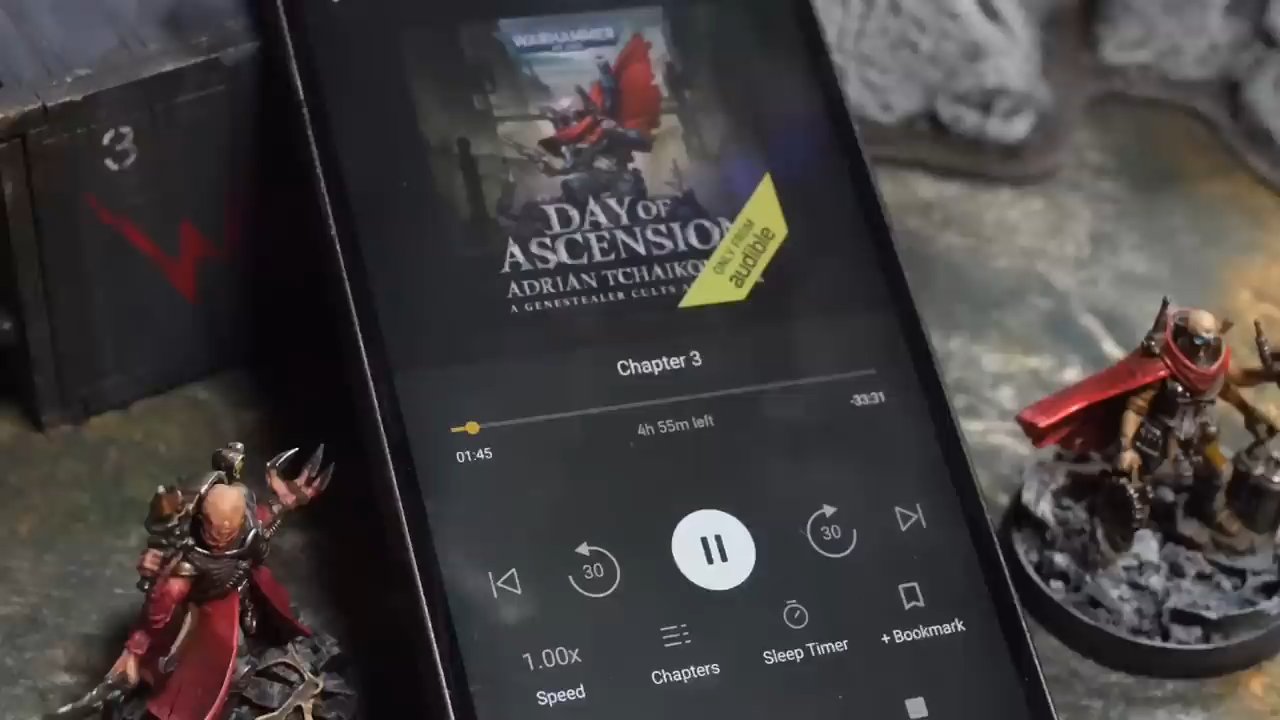 3
WARHAMMER
DAY OF
ASCENSION
ADRIAN TCHAIKO
A GENESTEALER CULTS
ONLY FROM
audible
Chapter 3
01:45
4h 55m left
-33:31
30
30
1.00x
Speed
Chapters
Sleep Timer
+ Bookmark